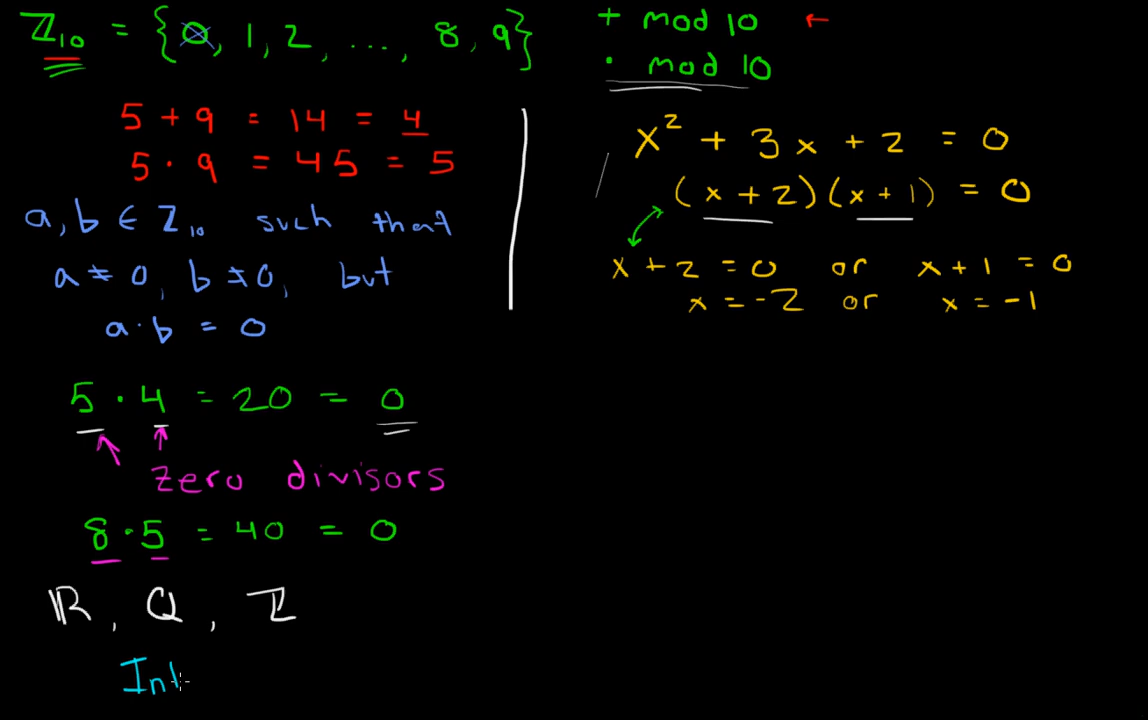 ℤ₁₀ = {0, 1, 2, ..., 8, 9}
5 + 9 = 14 = 4
5 · 9 = 45 = 5
a, b ∈ ℤ₁₀ such that
a ≠ 0, b ≠ 0, but
a · b = 0
5 · 4 = 20 = 0
zero divisors
8 · 5 = 40 = 0
ℝ, ℚ, ℤ
Int
+ mod 10 ←
· mod 10
x² + 3x + 2 = 0
(x + 2)(x + 1) = 0
x + 2 = 0 or x + 1 = 0
x = -2 or x = -1